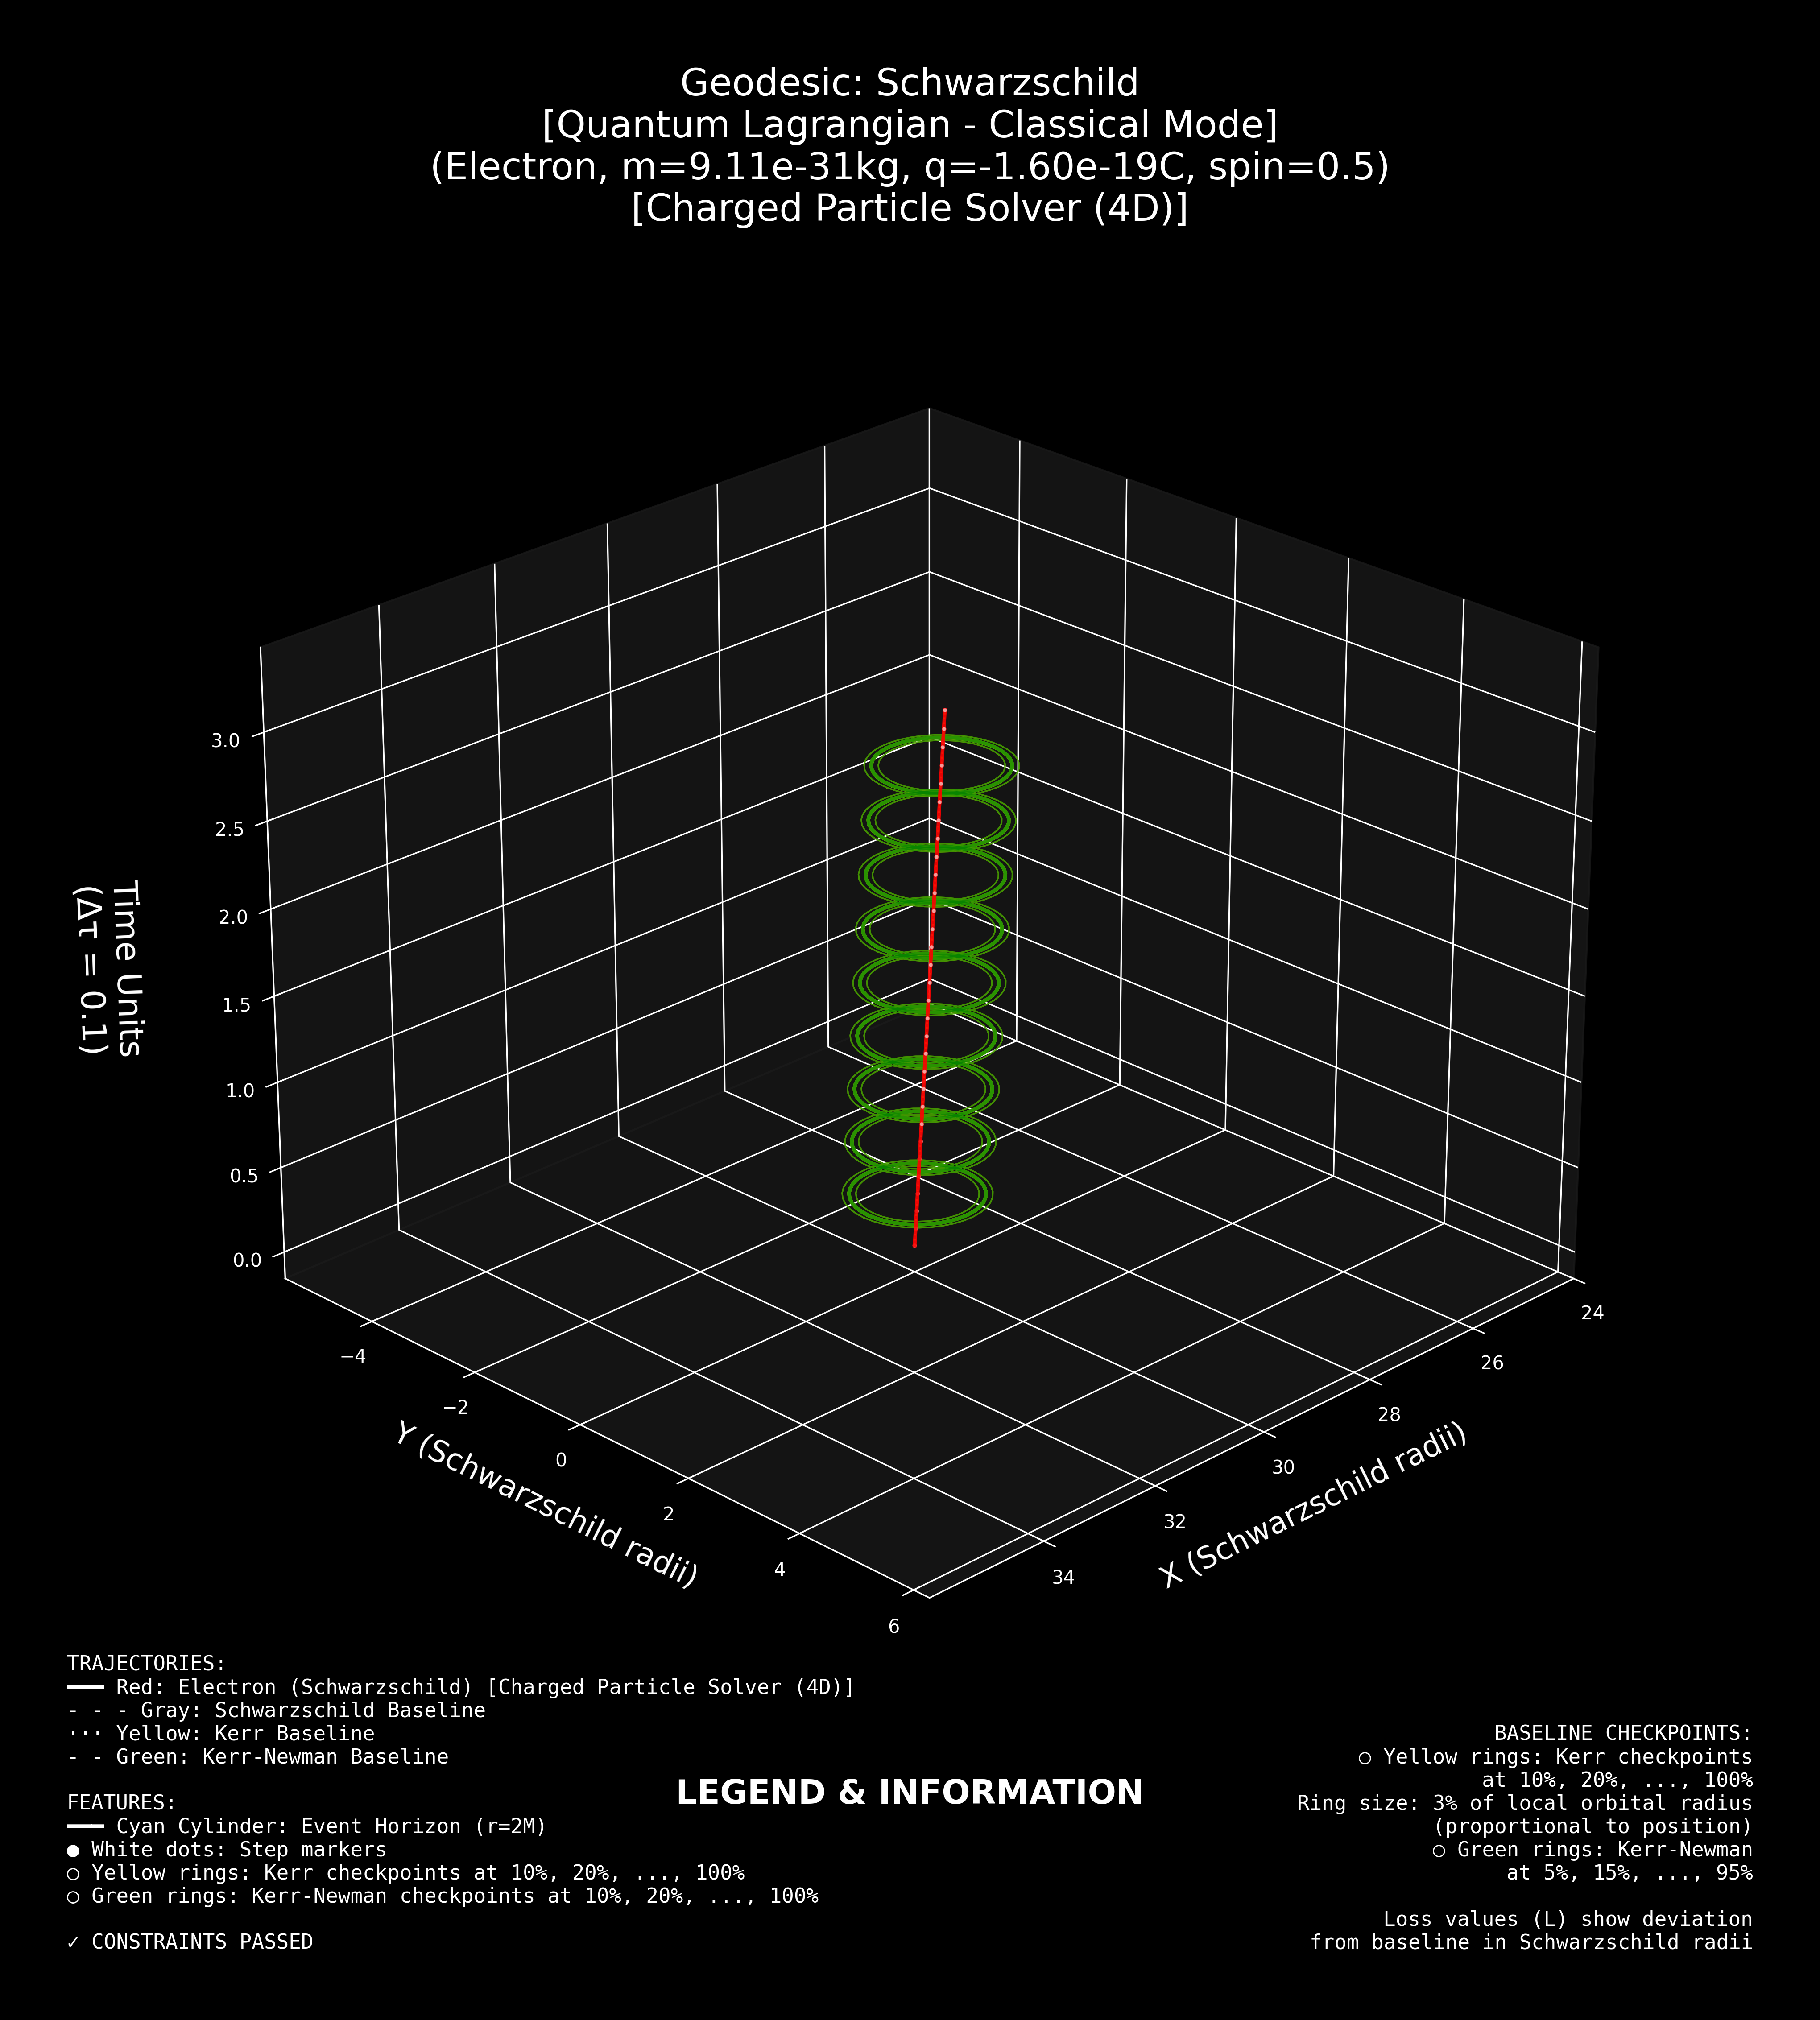 Geodesic: Schwarzschild
[Quantum Lagrangian - Classical Mode]
(Electron, m=9.11e-31kg, q=-1.60e-19C, spin=0.5)
[Charged Particle Solver (4D)]
3.0
2.5
2.0
1.5
1.0
0.5
0.0
Time Units
(Δτ = 0.1)
−4
−2
0
2
4
6
Y (Schwarzschild radii)
24
26
28
30
32
34
X (Schwarzschild radii)
TRAJECTORIES:
━━━ Red: Electron (Schwarzschild) [Charged Particle Solver (4D)]
- - - Gray: Schwarzschild Baseline
··· Yellow: Kerr Baseline
- - Green: Kerr-Newman Baseline
FEATURES:
━━━ Cyan Cylinder: Event Horizon (r=2M)
● White dots: Step markers
○ Yellow rings: Kerr checkpoints at 10%, 20%, ..., 100%
○ Green rings: Kerr-Newman checkpoints at 10%, 20%, ..., 100%
✓ CONSTRAINTS PASSED
LEGEND & INFORMATION
BASELINE CHECKPOINTS:
○ Yellow rings: Kerr checkpoints
at 10%, 20%, ..., 100%
Ring size: 3% of local orbital radius
(proportional to position)
○ Green rings: Kerr-Newman
at 5%, 15%, ..., 95%
Loss values (L) show deviation
from baseline in Schwarzschild radii